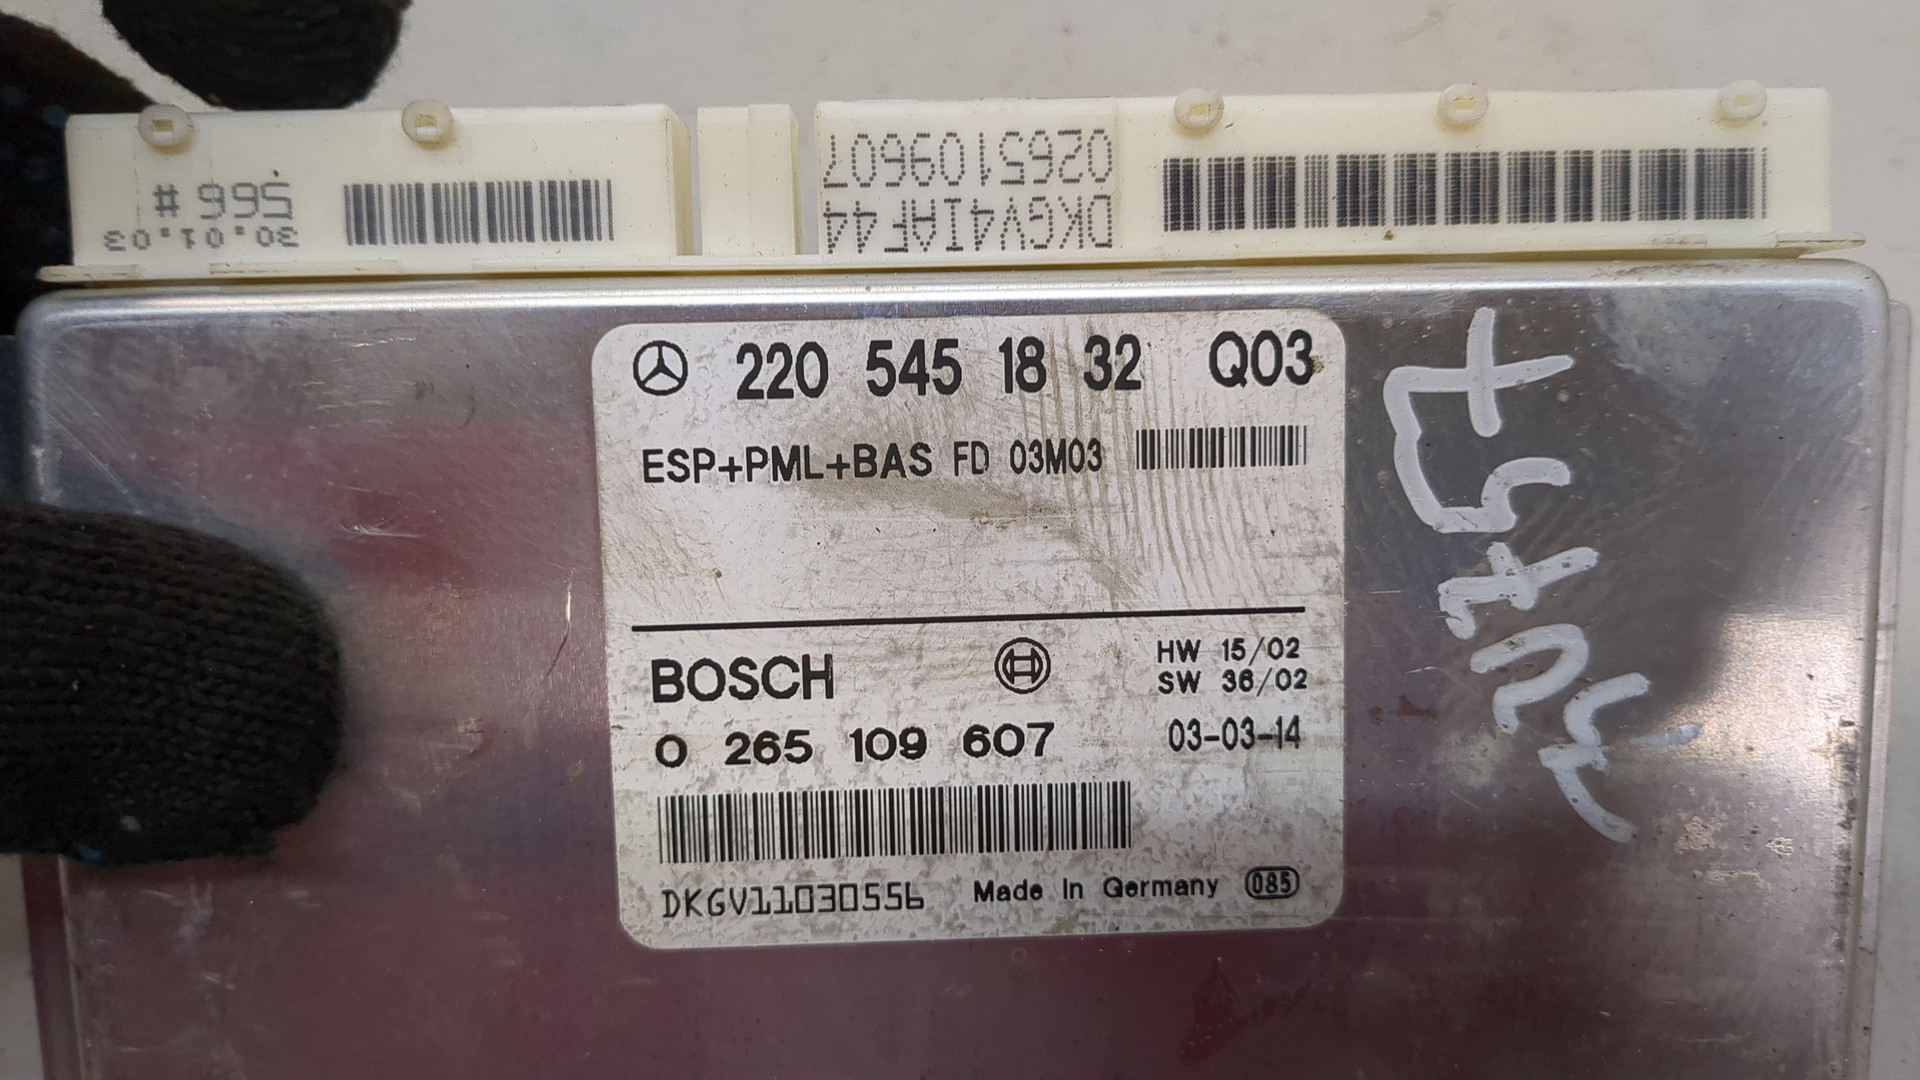 566 #
30.01.03
0265109607
DKGV4IAF44
220 545 18 32 Q03
ESP+PML+BAS FD 03M03
BOSCH
HW 15/02
SW 36/02
0 265 109 607
03-03-14
DKGV11030556
Made In Germany 085